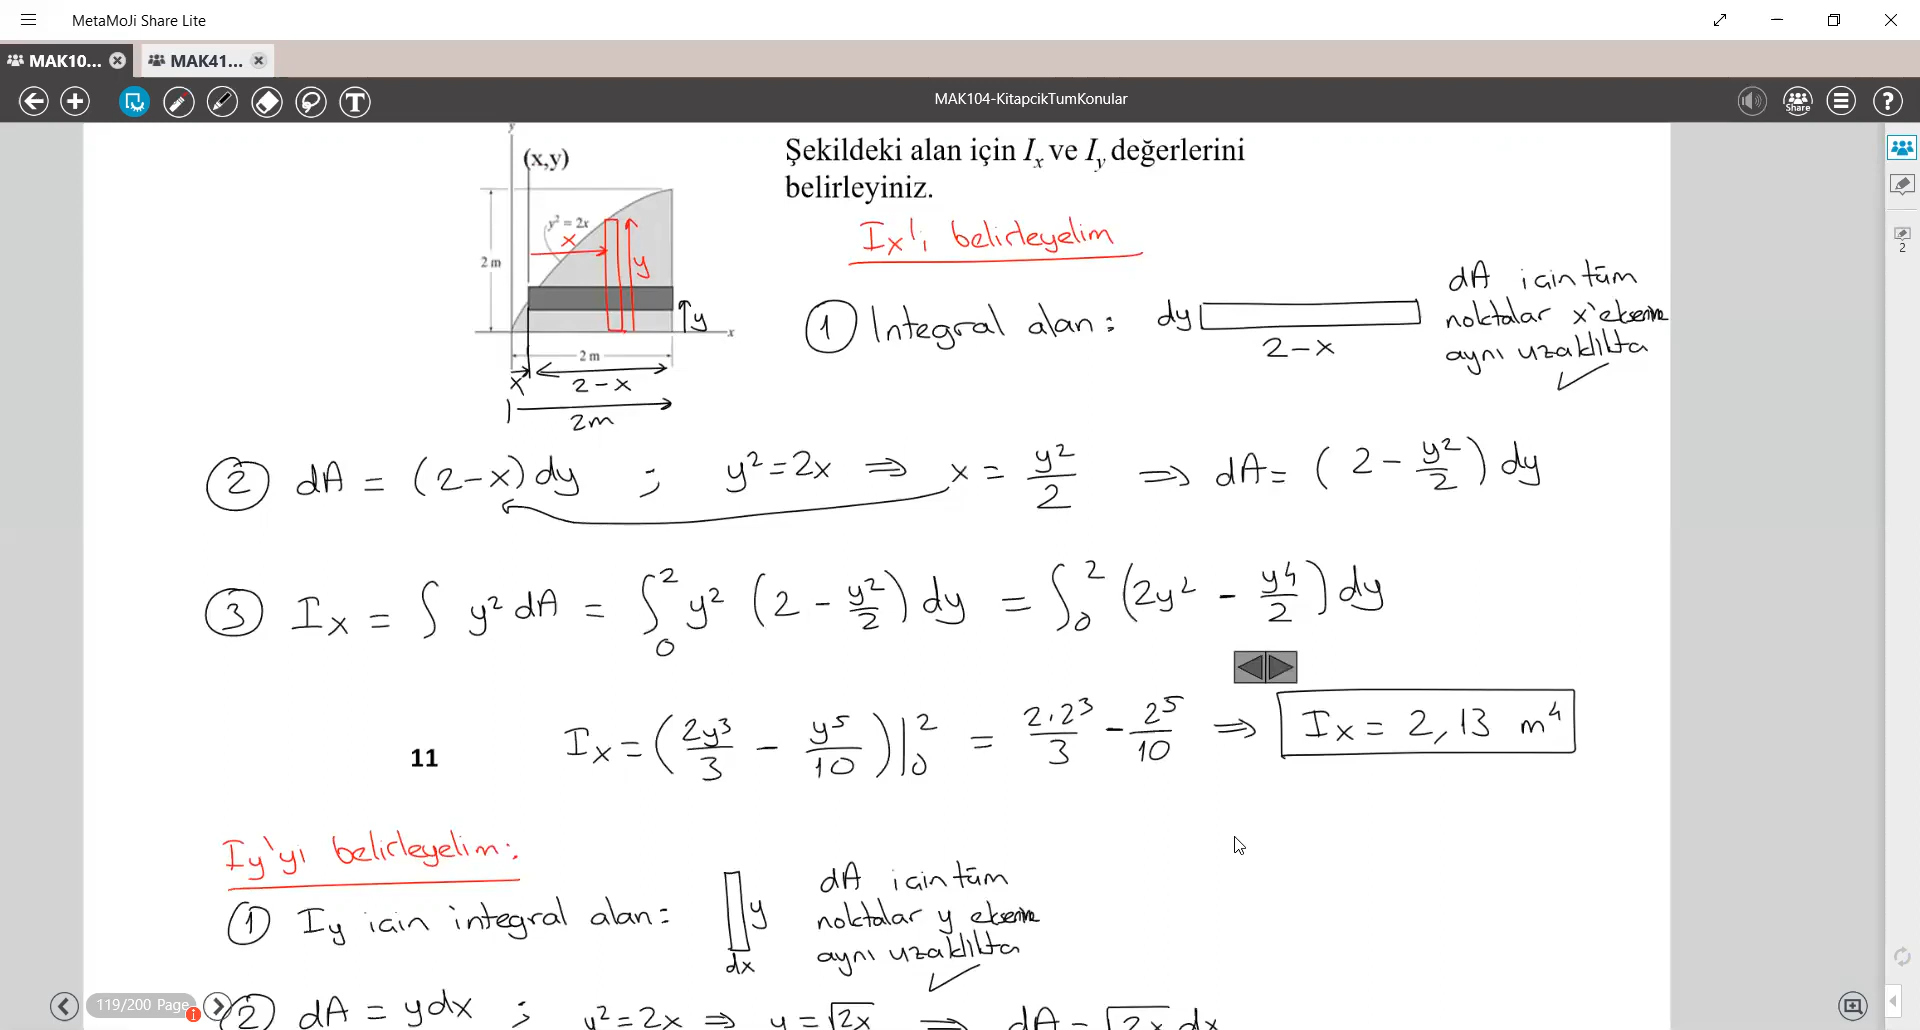 MetaMoJi Share Lite
MAK10... MAK41...
MAK104-KitapcikTumKonular
Share
T
?
y
(x,y)
y² = 2x
x
y
2 m
y
x
2 m
x
2-x
2m
Şekildeki alan için Iₓ ve I_y değerlerini
belirleyiniz.
Ix'i belirleyelim
① Integral alan: dy 2-x
dA için tüm
noktalar x'eksenine
aynı uzaklıkta
② dA = (2-x)dy ; y²=2x ⇒ x = y²/2 ⇒ dA = (2 - y²/2) dy
③ Ix = ∫ y² dA = ∫₀² y² (2 - y²/2) dy = ∫₀² (2y² - y⁴/2) dy
Ix = (2y³/3 - y⁵/10)|₀² = 2.2³/3 - 2⁵/10 ⇒ Ix = 2,13 m⁴
11
Iy'yi belirleyelim:
① Iy için integral alan: y dx
dA için tüm
noktalar y eksenine
aynı uzaklıkta
② dA = ydx ; y²=2x ⇒ y=√2x ⇒ dA = √2x dx
119/200 Page
2